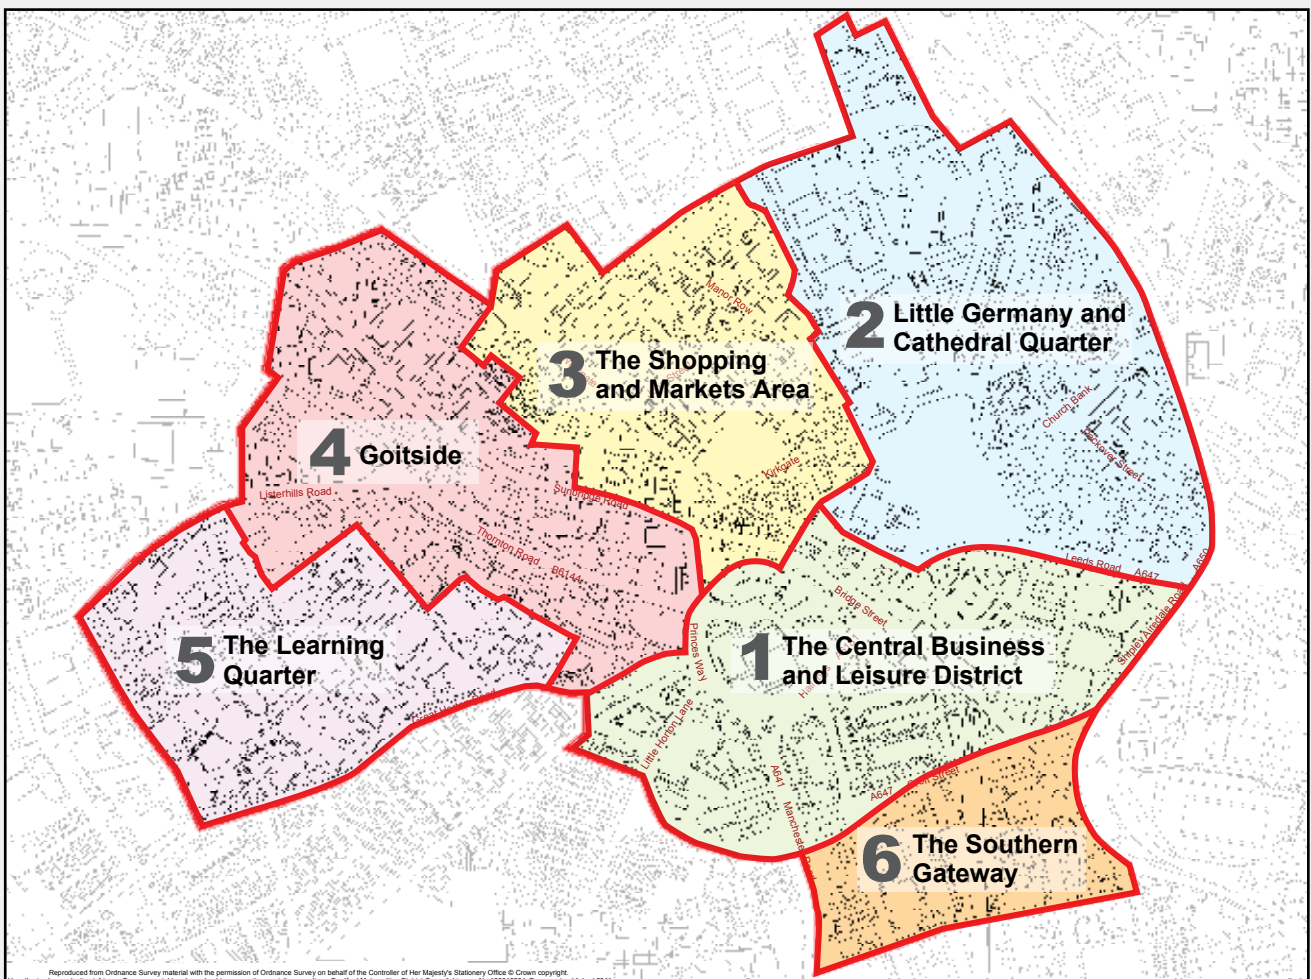 Manor Row
2 Little Germany and
Cathedral Quarter
3 The Shopping
and Markets Area
Church Bank
4 Goitside
Kirkgate
Listerhills Road
Sunbridge Road
Thornton Road
B6144
Leeds Road
A647
A650
Bridge Street
Shipley Airedale Road
5 The Learning
Quarter
Princes Way
1 The Central Business
and Leisure District
Little Horton Lane
A641
Manchester Road
A647
Croft Street
6 The Southern
Gateway
Reproduced from Ordnance Survey material with the permission of Ordnance Survey on behalf of the Controller of Her Majesty's Stationery Office © Crown copyright.